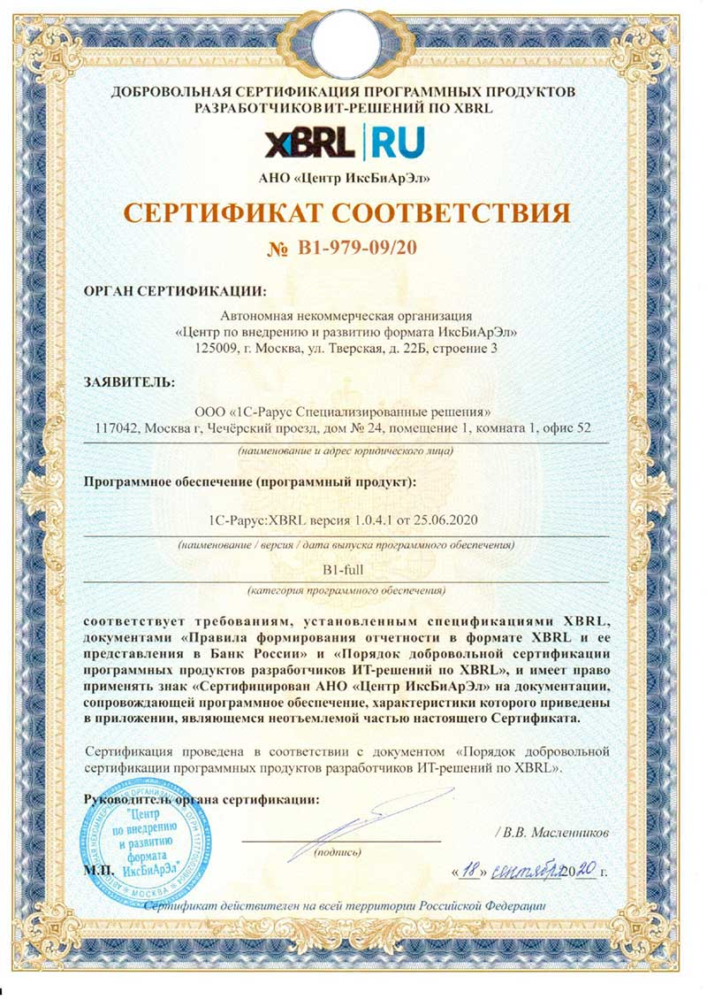 ДОБРОВОЛЬНАЯ СЕРТИФИКАЦИЯ ПРОГРАММНЫХ ПРОДУКТОВ
РАЗРАБОТЧИКОВ ИТ-РЕШЕНИЙ ПО XBRL
XBRL RU
АНО «Центр ИксБиАрЭл»
СЕРТИФИКАТ СООТВЕТСТВИЯ
№ B1-979-09/20
ОРГАН СЕРТИФИКАЦИИ:
Автономная некоммерческая организация
«Центр по внедрению и развитию формата ИксБиАрЭл»
125009, г. Москва, ул. Тверская, д. 22Б, строение 3
ЗАЯВИТЕЛЬ:
ООО «1С-Рарус Специализированные решения»
117042, Москва г, Чечёрский проезд, дом № 24, помещение 1, комната 1, офис 52
(наименование и адрес юридического лица)
Программное обеспечение (программный продукт):
1С-Рарус:XBRL версия 1.0.4.1 от 25.06.2020
(наименование / версия / дата выпуска программного обеспечения)
B1-full
(категория программного обеспечения)
соответствует требованиям, установленным спецификациями XBRL,
документами «Правила формирования отчетности в формате XBRL и ее
представления в Банк России» и «Порядок добровольной сертификации
программных продуктов разработчиков ИТ-решений по XBRL», и имеет право
применять знак «Сертифицирован АНО «Центр ИксБиАрЭл» на документации,
сопровождающей программное обеспечение, характеристики которого приведены
в приложении, являющемся неотъемлемой частью настоящего Сертификата.
Сертификация проведена в соответствии с документом «Порядок добровольной
сертификации программных продуктов разработчиков ИТ-решений по XBRL».
Руководитель органа сертификации:
"Центр
по внедрению
и развитию
формата
ИксБиАрЭл"
МОСКВА
/ В.В. Масленников
(подпись)
М.П.
«18» сентября 2020 г.
Сертификат действителен на всей территории Российской Федерации